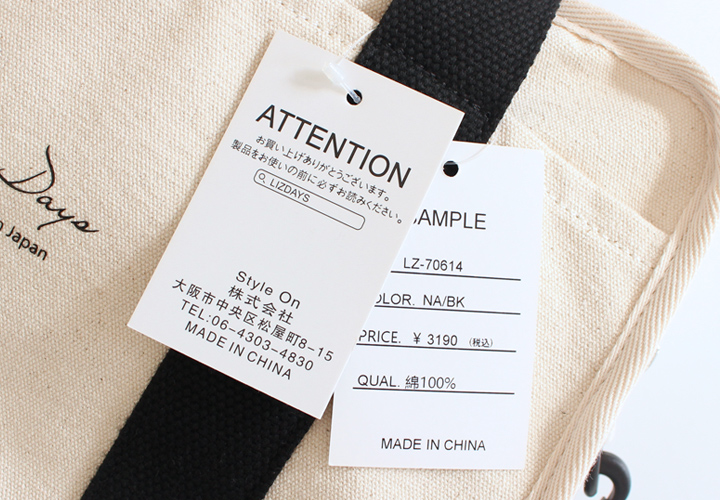 Days
Japan
ATTENTION
お買い上げありがとうございます。
製品をお使いの前に必ずお読みください。
LIZDAYS
Style On
株式会社
大阪市中央区松屋町8-15
TEL:06-4303-4830
MADE IN CHINA
SAMPLE
LZ-70614
COLOR. NA/BK
PRICE. ¥ 3190 (税込)
QUAL. 綿100%
MADE IN CHINA